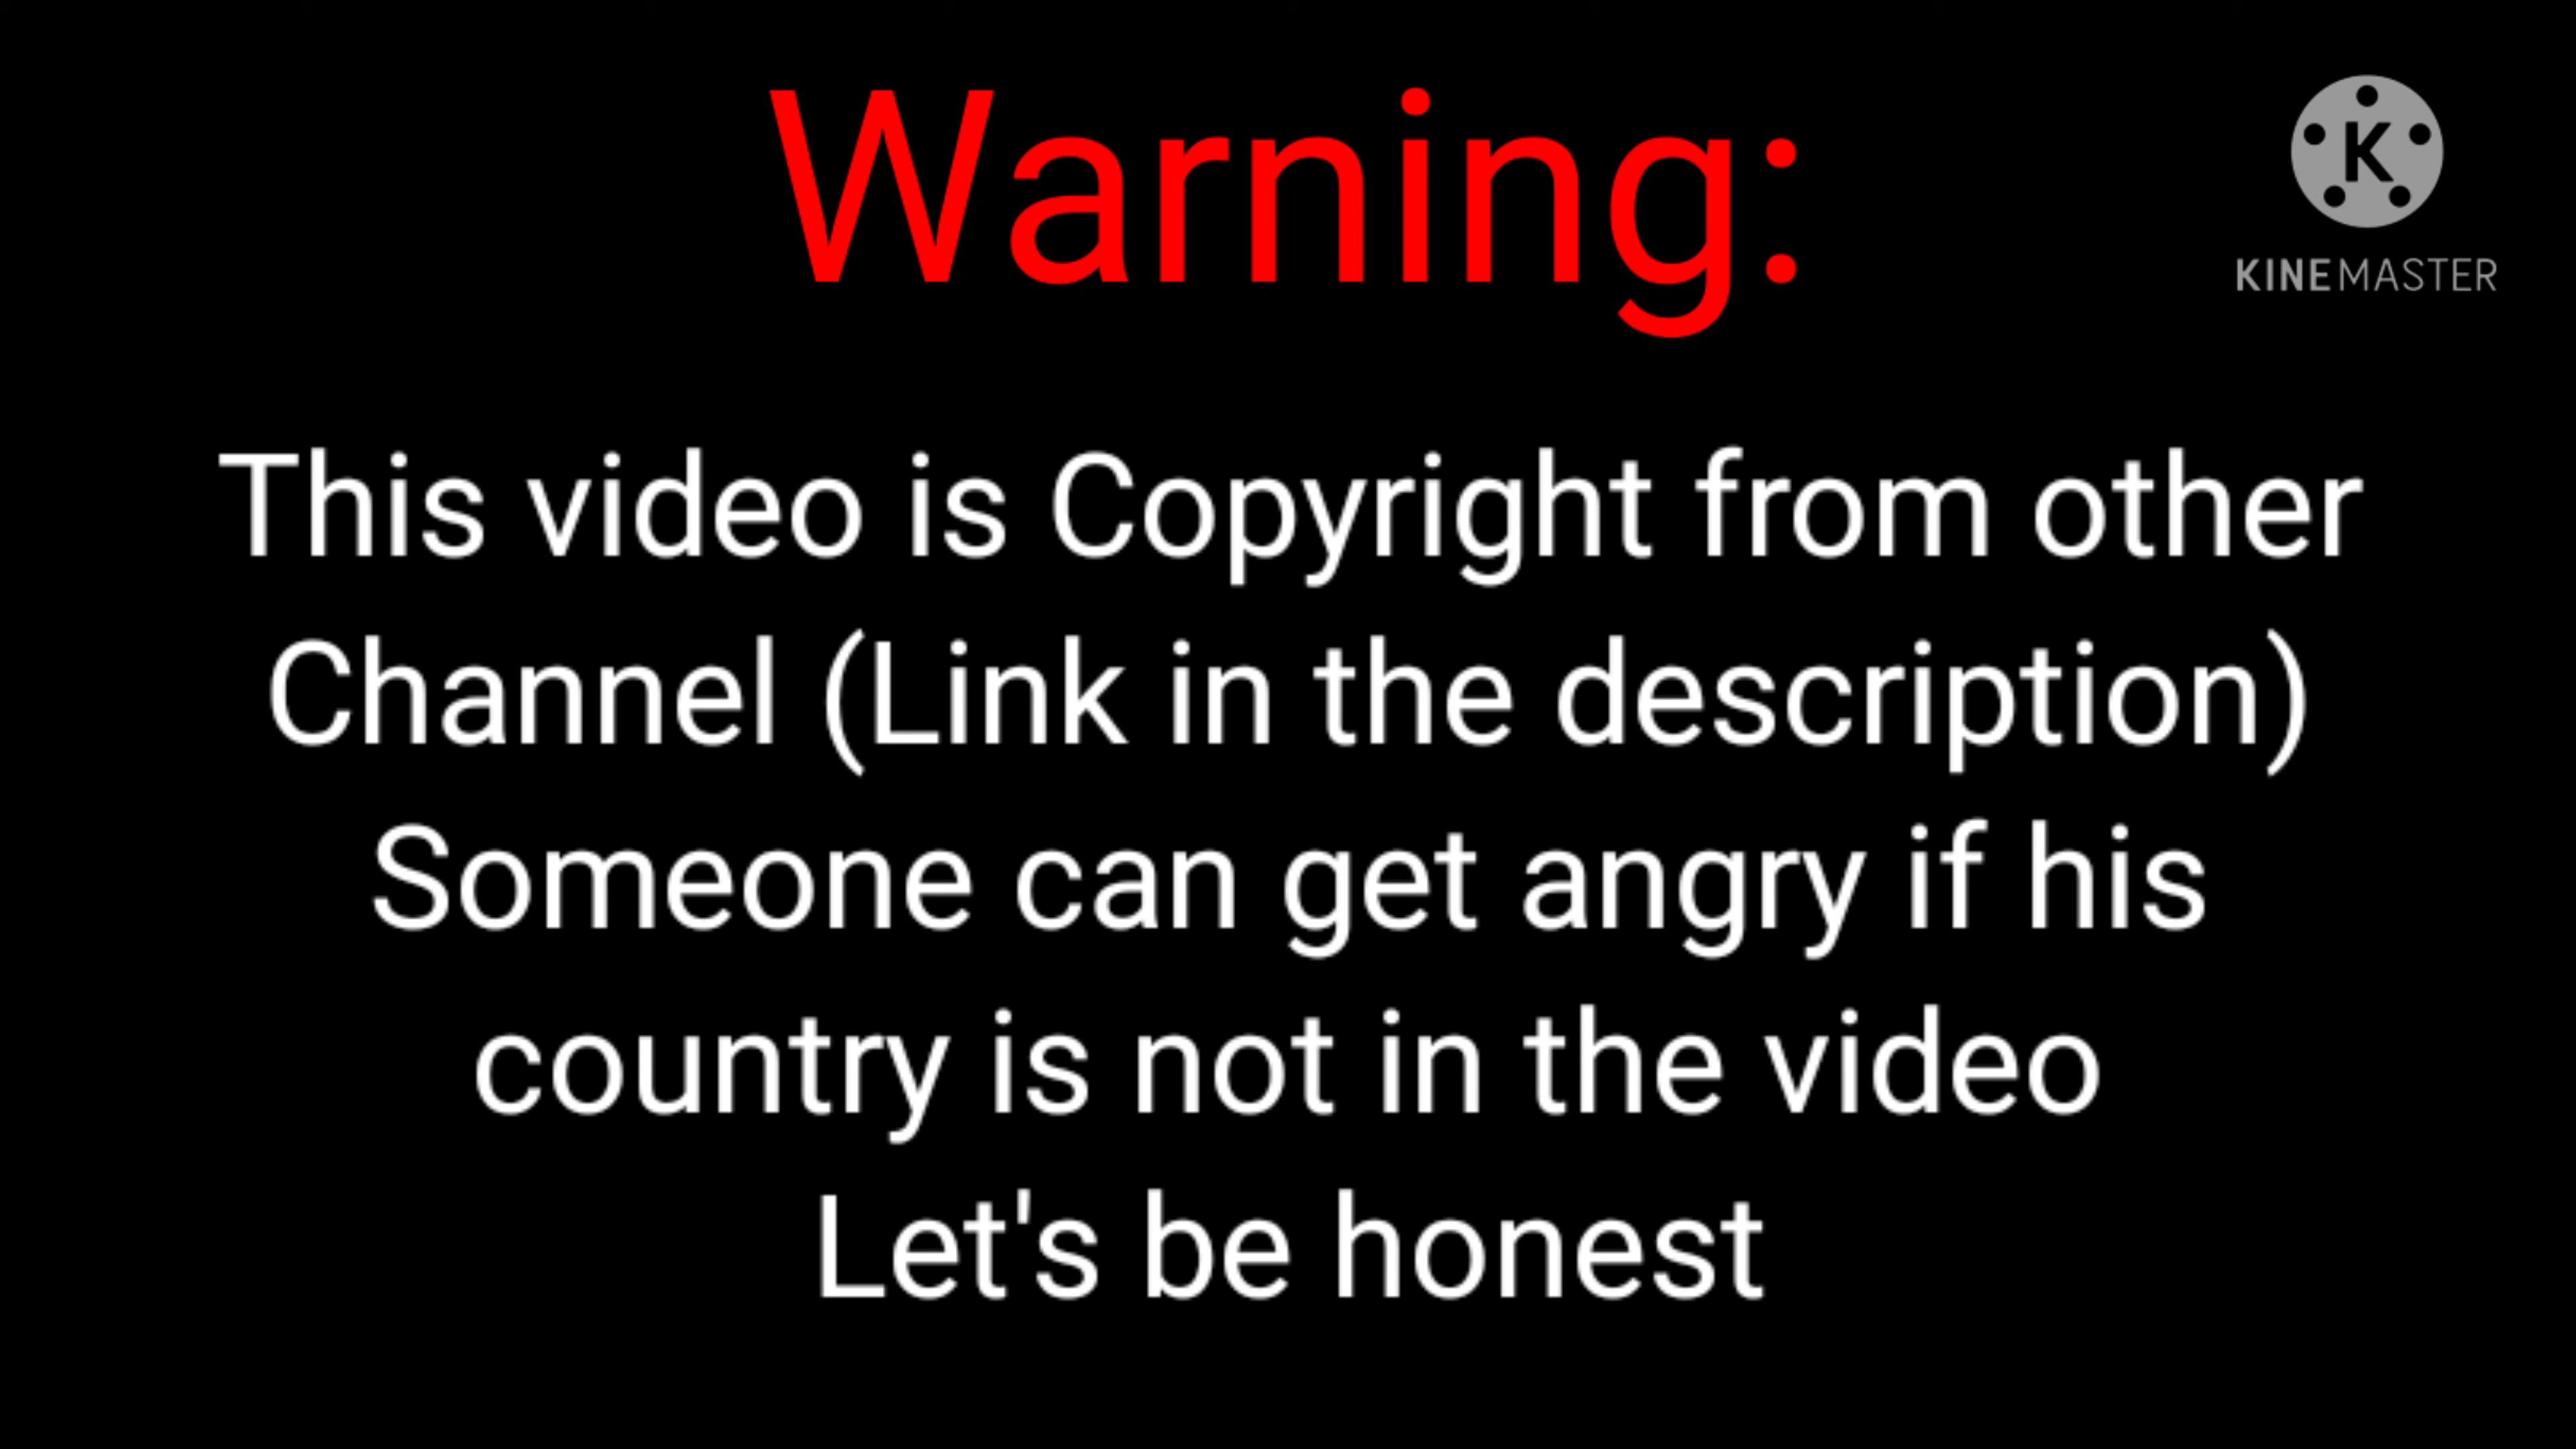 Warning:
K
KINEMASTER
This video is Copyright from other
Channel (Link in the description)
Someone can get angry if his
country is not in the video
Let's be honest